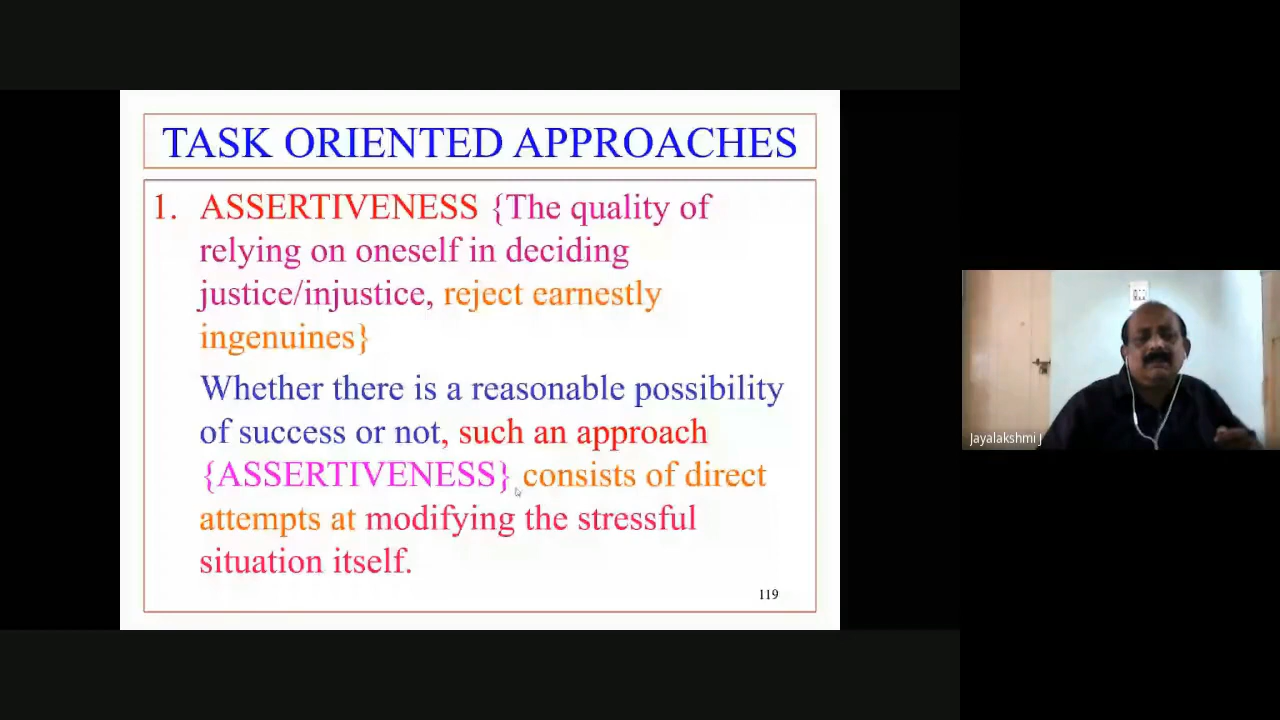 TASK ORIENTED APPROACHES
1. ASSERTIVENESS {The quality of
relying on oneself in deciding
justice/injustice, reject earnestly
ingenuines}
Whether there is a reasonable possibility
of success or not, such an approach
{ASSERTIVENESS} consists of direct
attempts at modifying the stressful
situation itself.
119
Jayalakshmi J